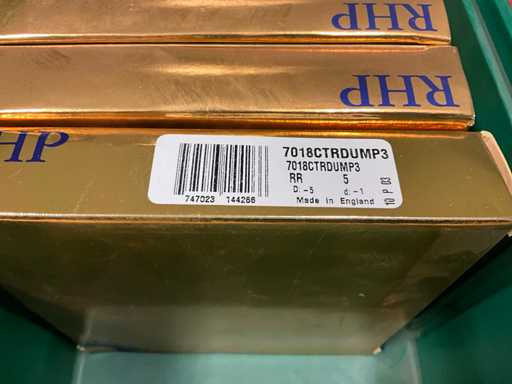 RHP
RHP
RHP
7018CTRDUMP3
7018CTRDUMP3
RR 5
D: -5 d: -1
Made in England
747023 144266